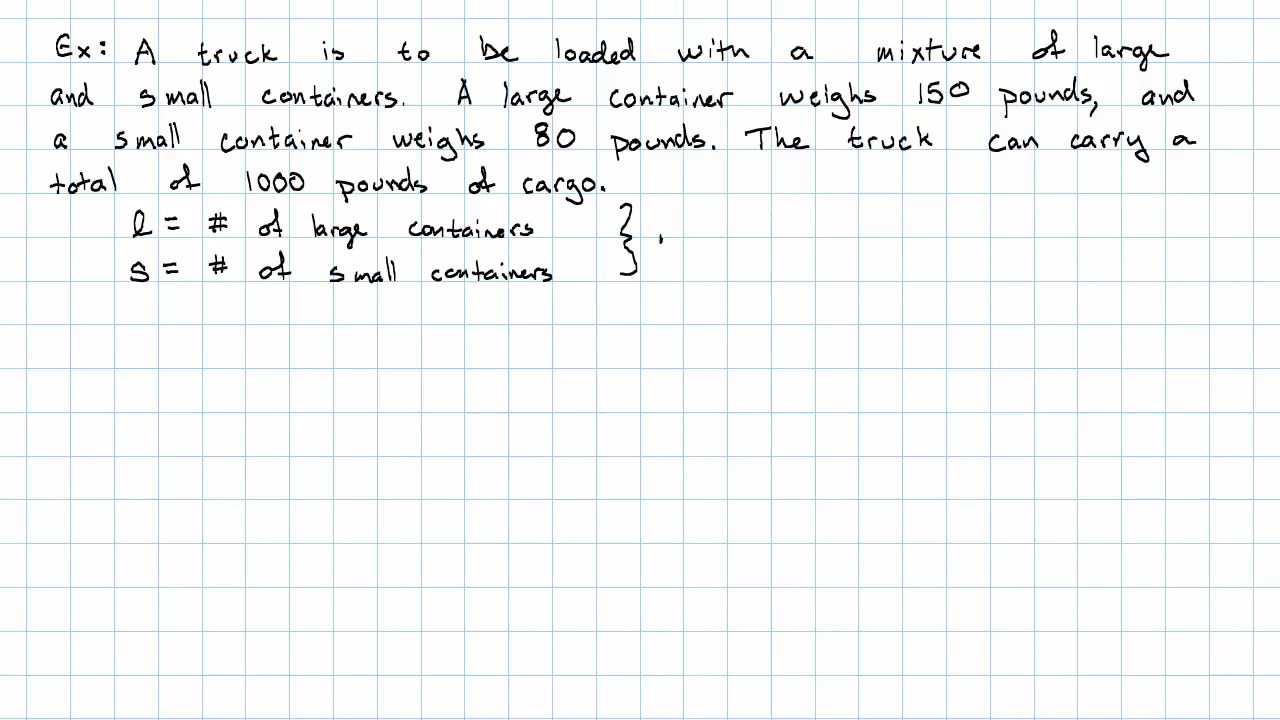 Ex: A truck is to be loaded with a mixture of large
and small containers. A large container weighs 150 pounds, and
a small container weighs 80 pounds. The truck can carry a
total of 1000 pounds of cargo.
l = # of large containers
s = # of small containers }